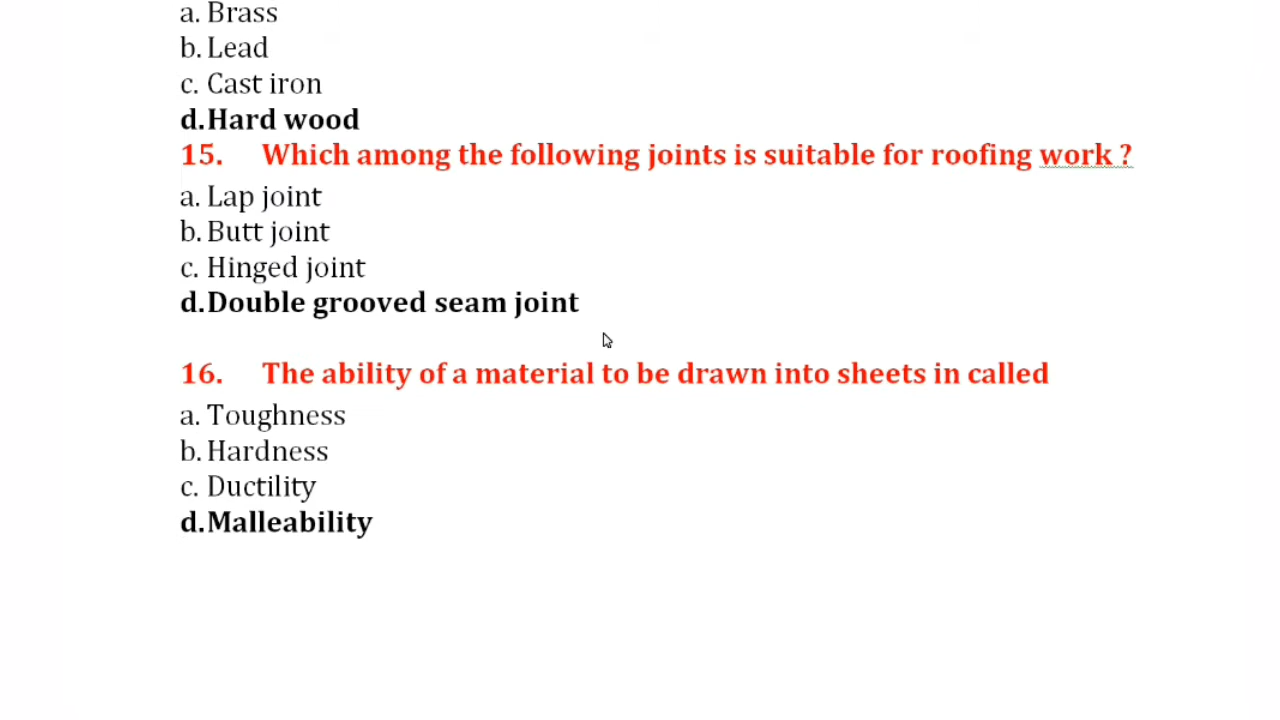 a. Brass
b. Lead
c. Cast iron
d.Hard wood
15. Which among the following joints is suitable for roofing work ?
a. Lap joint
b. Butt joint
c. Hinged joint
d.Double grooved seam joint
16. The ability of a material to be drawn into sheets in called
a. Toughness
b. Hardness
c. Ductility
d.Malleability